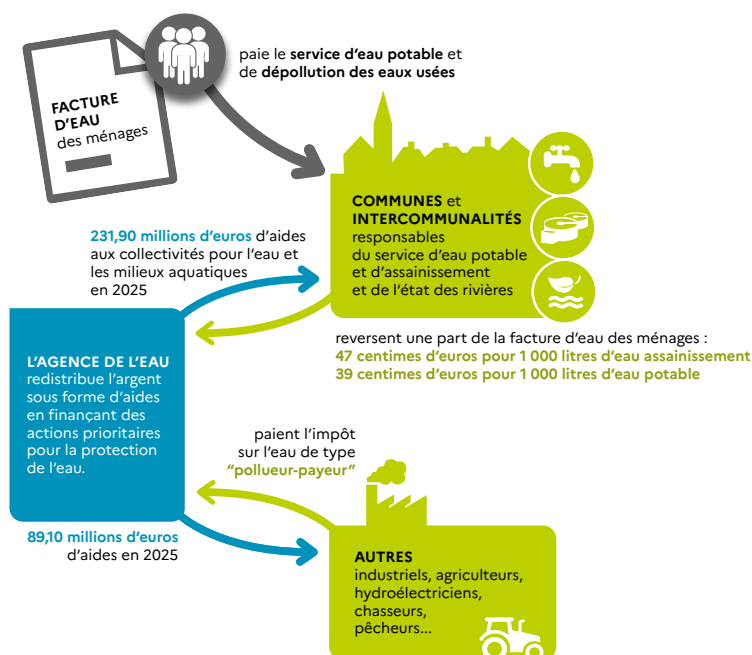 paie le service d'eau potable et
de dépollution des eaux usées
FACTURE
D'EAU
des ménages
COMMUNES et
INTERCOMMUNALITÉS
responsables
du service d'eau potable
et d'assainissement
et de l'état des rivières
231,90 millions d'euros d'aides
aux collectivités pour l'eau et
les milieux aquatiques
en 2025
reversent une part de la facture d'eau des ménages :
47 centimes d'euros pour 1 000 litres d'eau assainissement
39 centimes d'euros pour 1 000 litres d'eau potable
L'AGENCE DE L'EAU
redistribue l'argent
sous forme d'aides
en finançant des
actions prioritaires
pour la protection
de l'eau.
paient l'impôt
sur l'eau de type
“pollueur-payeur”
89,10 millions d'euros
d'aides en 2025
AUTRES
industriels, agriculteurs,
hydroélectriciens,
chasseurs,
pêcheurs...